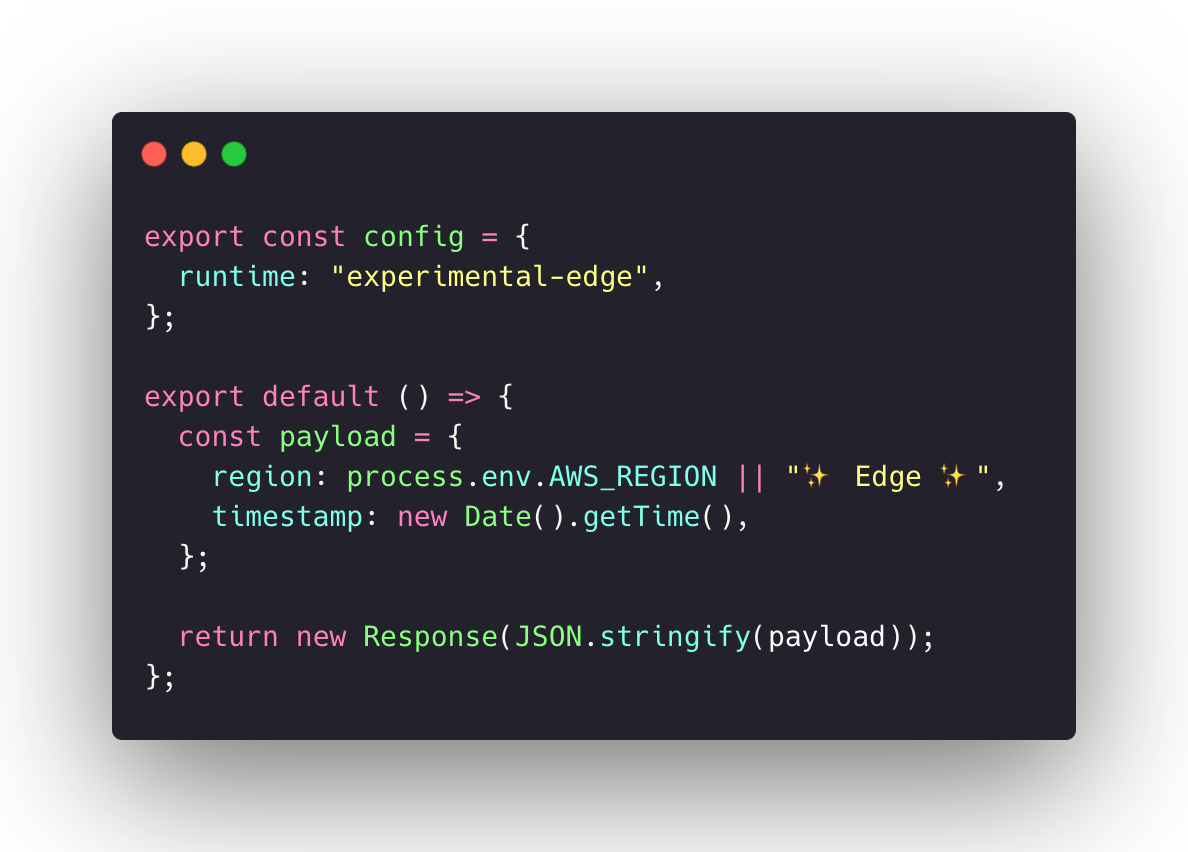 export const config = {
  runtime: "experimental-edge",
};

export default () => {
  const payload = {
    region: process.env.AWS_REGION || "✨ Edge ✨",
    timestamp: new Date().getTime(),
  };

  return new Response(JSON.stringify(payload));
};